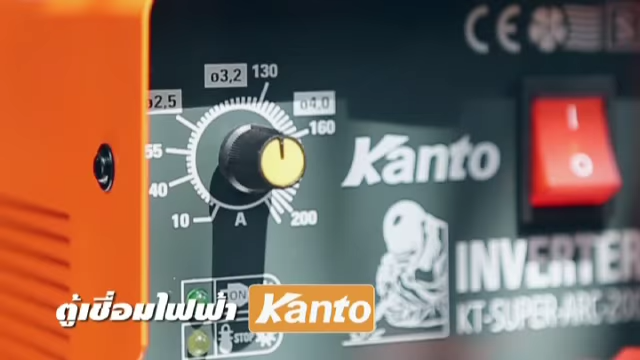 CE
130
ø3,2
ø2,5
ø4,0
160
55
40
10
A
200
Kanto
I
O
INVERTER
KT-SUPER-ARC-20
ON
STOP
ตู้เชื่อมไฟฟ้า Kanto